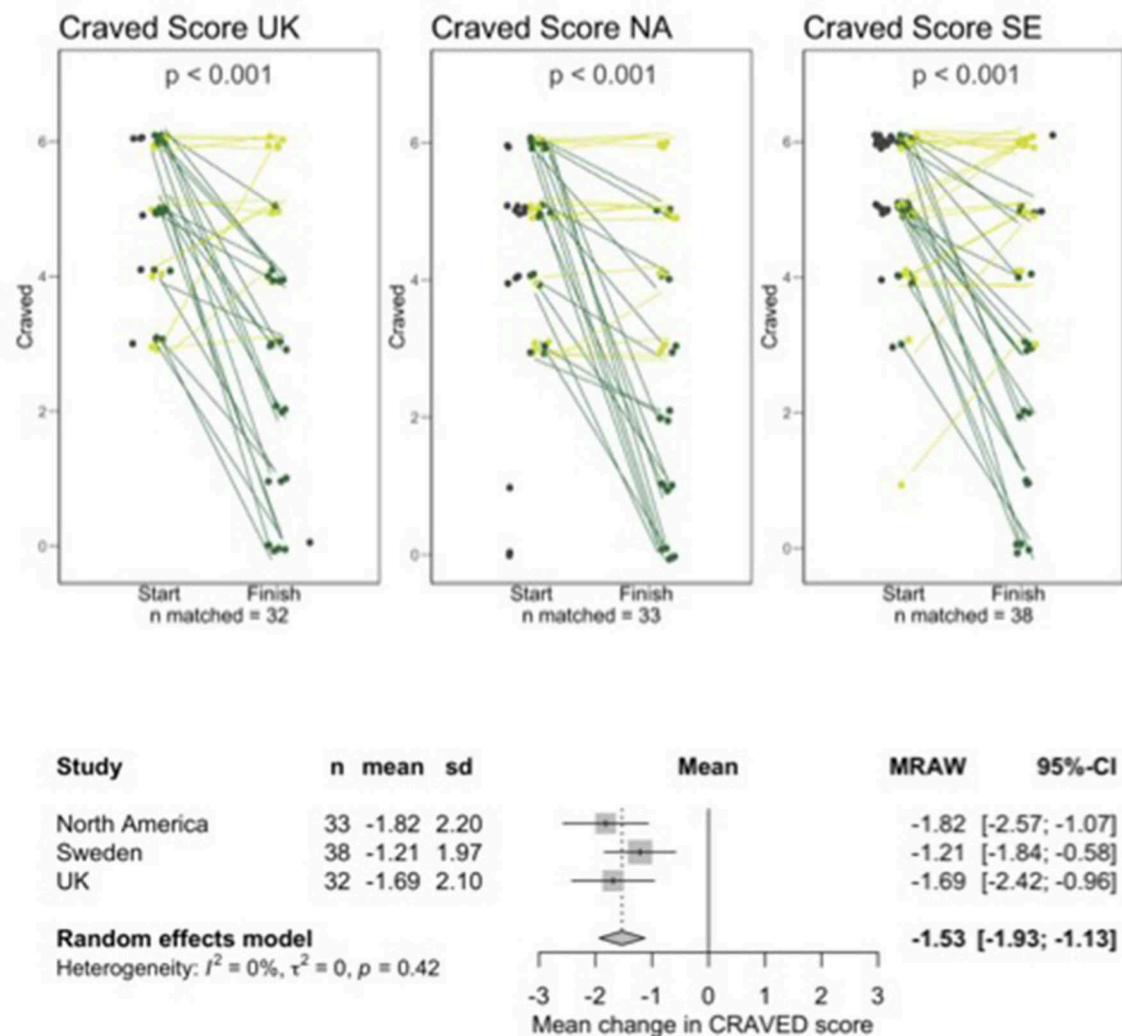 Craved Score UK
p < 0.001
Craved
6
4
2
0
Start Finish
n matched = 32
Craved Score NA
p < 0.001
Craved
6
4
2
0
Start Finish
n matched = 33
Craved Score SE
p < 0.001
Craved
6
4
2
0
Start Finish
n matched = 38
Study n mean sd Mean MRAW 95%-CI
North America 33 -1.82 2.20 -1.82 [-2.57; -1.07]
Sweden 38 -1.21 1.97 -1.21 [-1.84; -0.58]
UK 32 -1.69 2.10 -1.69 [-2.42; -0.96]
Random effects model -1.53 [-1.93; -1.13]
Heterogeneity: I² = 0%, τ² = 0, p = 0.42
-3 -2 -1 0 1 2 3
Mean change in CRAVED score